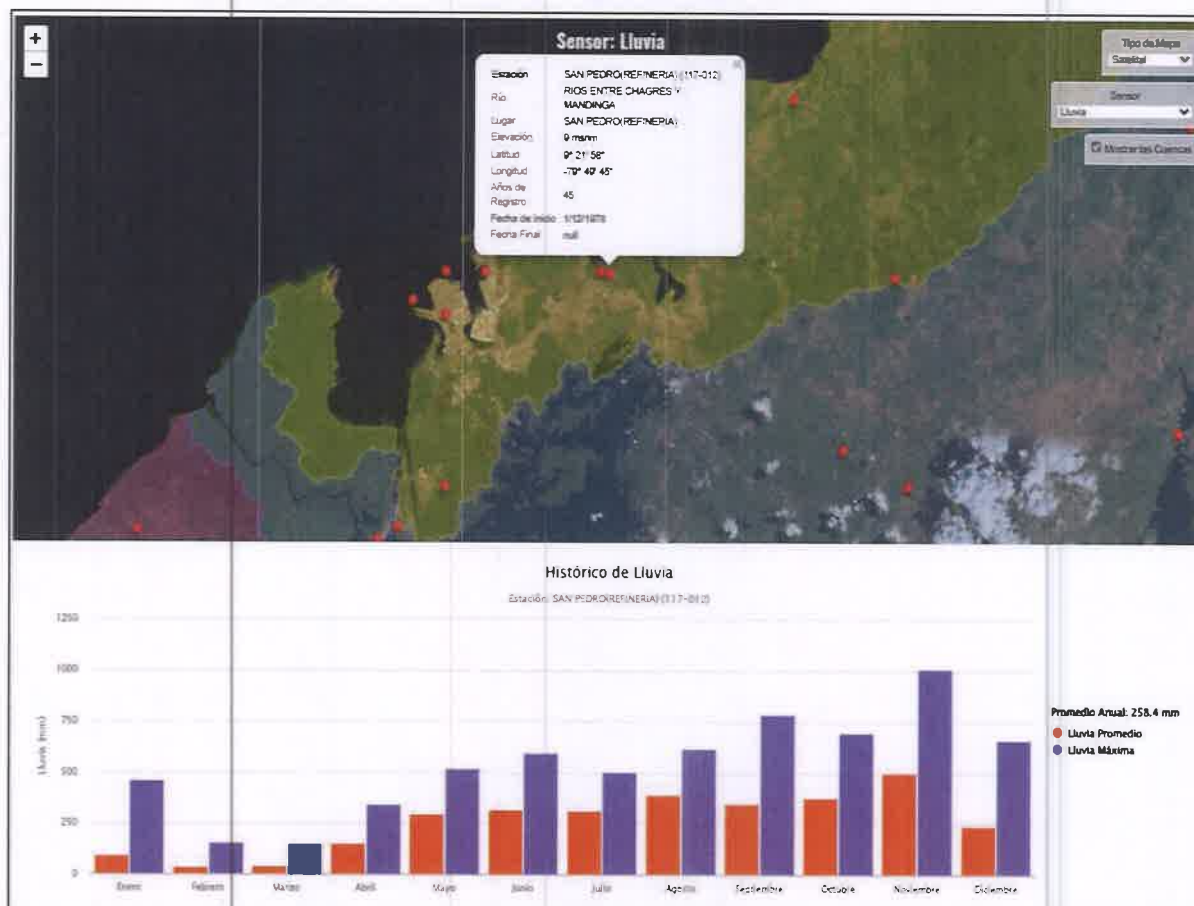 +
−
Sensor: Lluvia
Tipo de Mapa
Satelital
Sensor
Lluvia
Mostrar las Cuencas
Estación SAN PEDRO(REFINERIA) (117-012)
Río RIOS ENTRE CHAGRES Y
MANDINGA
Lugar SAN PEDRO(REFINERIA)
Elevación 9 msnm
Latitud 9° 21' 58"
Longitud -79° 49' 45"
Años de
Registro 45
Fecha de Inicio
Fecha Final null
Histórico de Lluvia
Estación: SAN PEDRO(REFINERIA) (117-012)
Lluvia (mm)
1250
1000
750
500
250
0
Enero Febrero Marzo Abril Mayo Junio Julio Agosto Septiembre Octubre Noviembre Diciembre
Promedio Anual: 258.4 mm
Lluvia Promedio
Lluvia Máxima